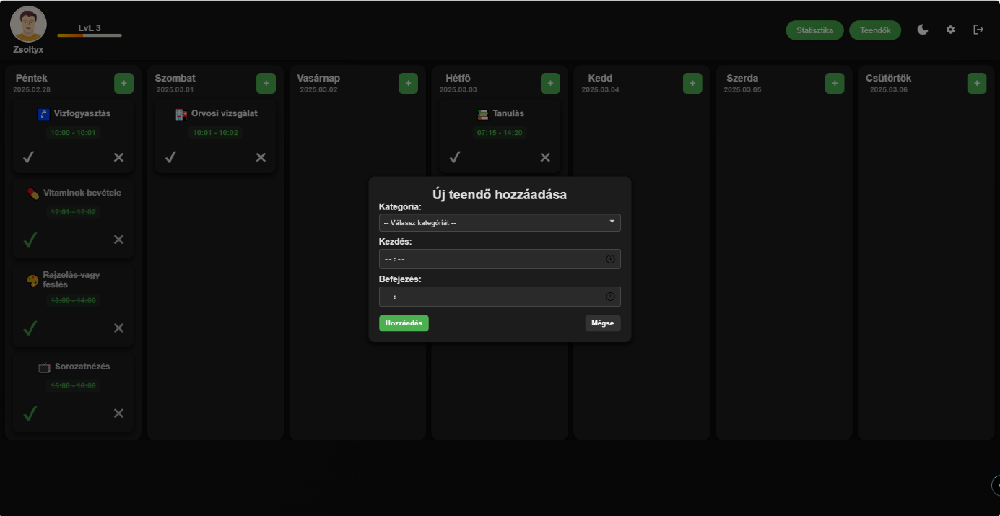 LvL 3
Zsoltyx
Statisztika
Teendők
Péntek
2025.02.28
+
Vízfogyasztás
10:00 - 10:01
Vitaminok bevétele
12:01 - 12:02
Rajzolás vagy
festés
13:00 - 14:00
Sorozatnézés
15:00 - 16:00
Szombat
2025.03.01
+
Orvosi vizsgálat
10:01 - 10:02
Vasárnap
2025.03.02
+
Hétfő
2025.03.03
+
Tanulás
07:15 - 14:20
Kedd
2025.03.04
+
Szerda
2025.03.05
+
Csütörtök
2025.03.06
+
Új teendő hozzáadása
Kategória:
-- Válassz kategóriát --
Kezdés:
--:--
Befejezés:
--:--
Hozzáadás
Mégse